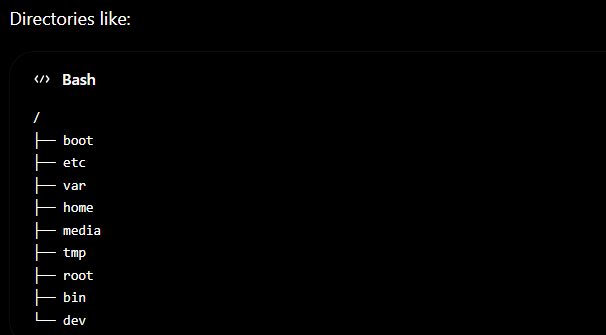 Directories like:
Bash
/
├── boot
├── etc
├── var
├── home
├── media
├── tmp
├── root
├── bin
└── dev